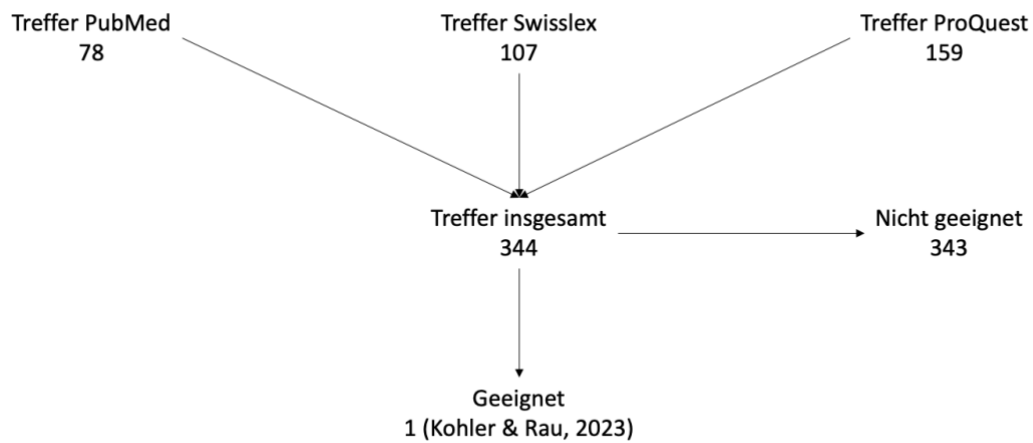 Treffer PubMed
78
Treffer Swisslex
107
Treffer ProQuest
159
Treffer insgesamt
344
Nicht geeignet
343
Geeignet
1 (Kohler & Rau, 2023)